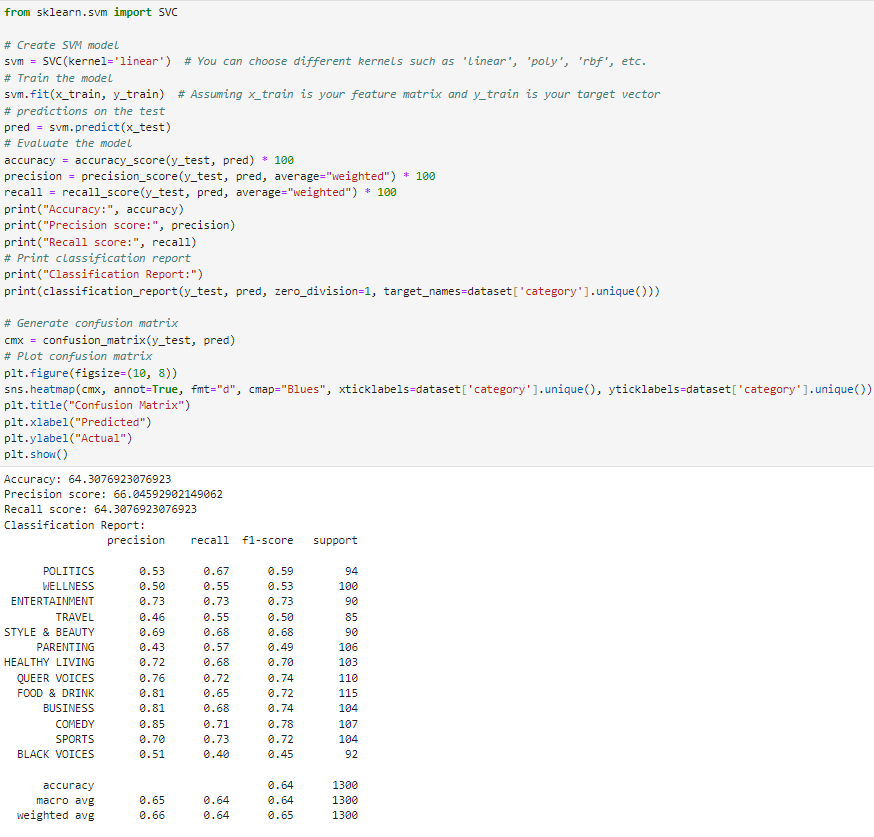 from sklearn.svm import SVC
# Create SVM model
svm = SVC(kernel='linear')  # You can choose different kernels such as 'linear', 'poly', 'rbf', etc.
# Train the model
svm.fit(x_train, y_train)  # Assuming x_train is your feature matrix and y_train is your target vector
# predictions on the test
pred = svm.predict(x_test)
# Evaluate the model
accuracy = accuracy_score(y_test, pred) * 100
precision = precision_score(y_test, pred, average="weighted") * 100
recall = recall_score(y_test, pred, average="weighted") * 100
print("Accuracy:", accuracy)
print("Precision score:", precision)
print("Recall score:", recall)
# Print classification report
print("Classification Report:")
print(classification_report(y_test, pred, zero_division=1, target_names=dataset['category'].unique()))
# Generate confusion matrix
cmx = confusion_matrix(y_test, pred)
# Plot confusion matrix
plt.figure(figsize=(10, 8))
sns.heatmap(cmx, annot=True, fmt="d", cmap="Blues", xticklabels=dataset['category'].unique(), yticklabels=dataset['category'].unique())
plt.title("Confusion Matrix")
plt.xlabel("Predicted")
plt.ylabel("Actual")
plt.show()
Accuracy: 64.3076923076923
Precision score: 66.04592902149062
Recall score: 64.3076923076923
Classification Report:
precision recall f1-score support
POLITICS 0.53 0.67 0.59 94
WELLNESS 0.50 0.55 0.53 100
ENTERTAINMENT 0.73 0.73 0.73 90
TRAVEL 0.46 0.55 0.50 85
STYLE & BEAUTY 0.69 0.68 0.68 90
PARENTING 0.43 0.57 0.49 106
HEALTHY LIVING 0.72 0.68 0.70 103
QUEER VOICES 0.76 0.72 0.74 110
FOOD & DRINK 0.81 0.65 0.72 115
BUSINESS 0.81 0.68 0.74 104
COMEDY 0.85 0.71 0.78 107
SPORTS 0.70 0.73 0.72 104
BLACK VOICES 0.51 0.40 0.45 92
accuracy 0.64 1300
macro avg 0.65 0.64 0.64 1300
weighted avg 0.66 0.64 0.65 1300